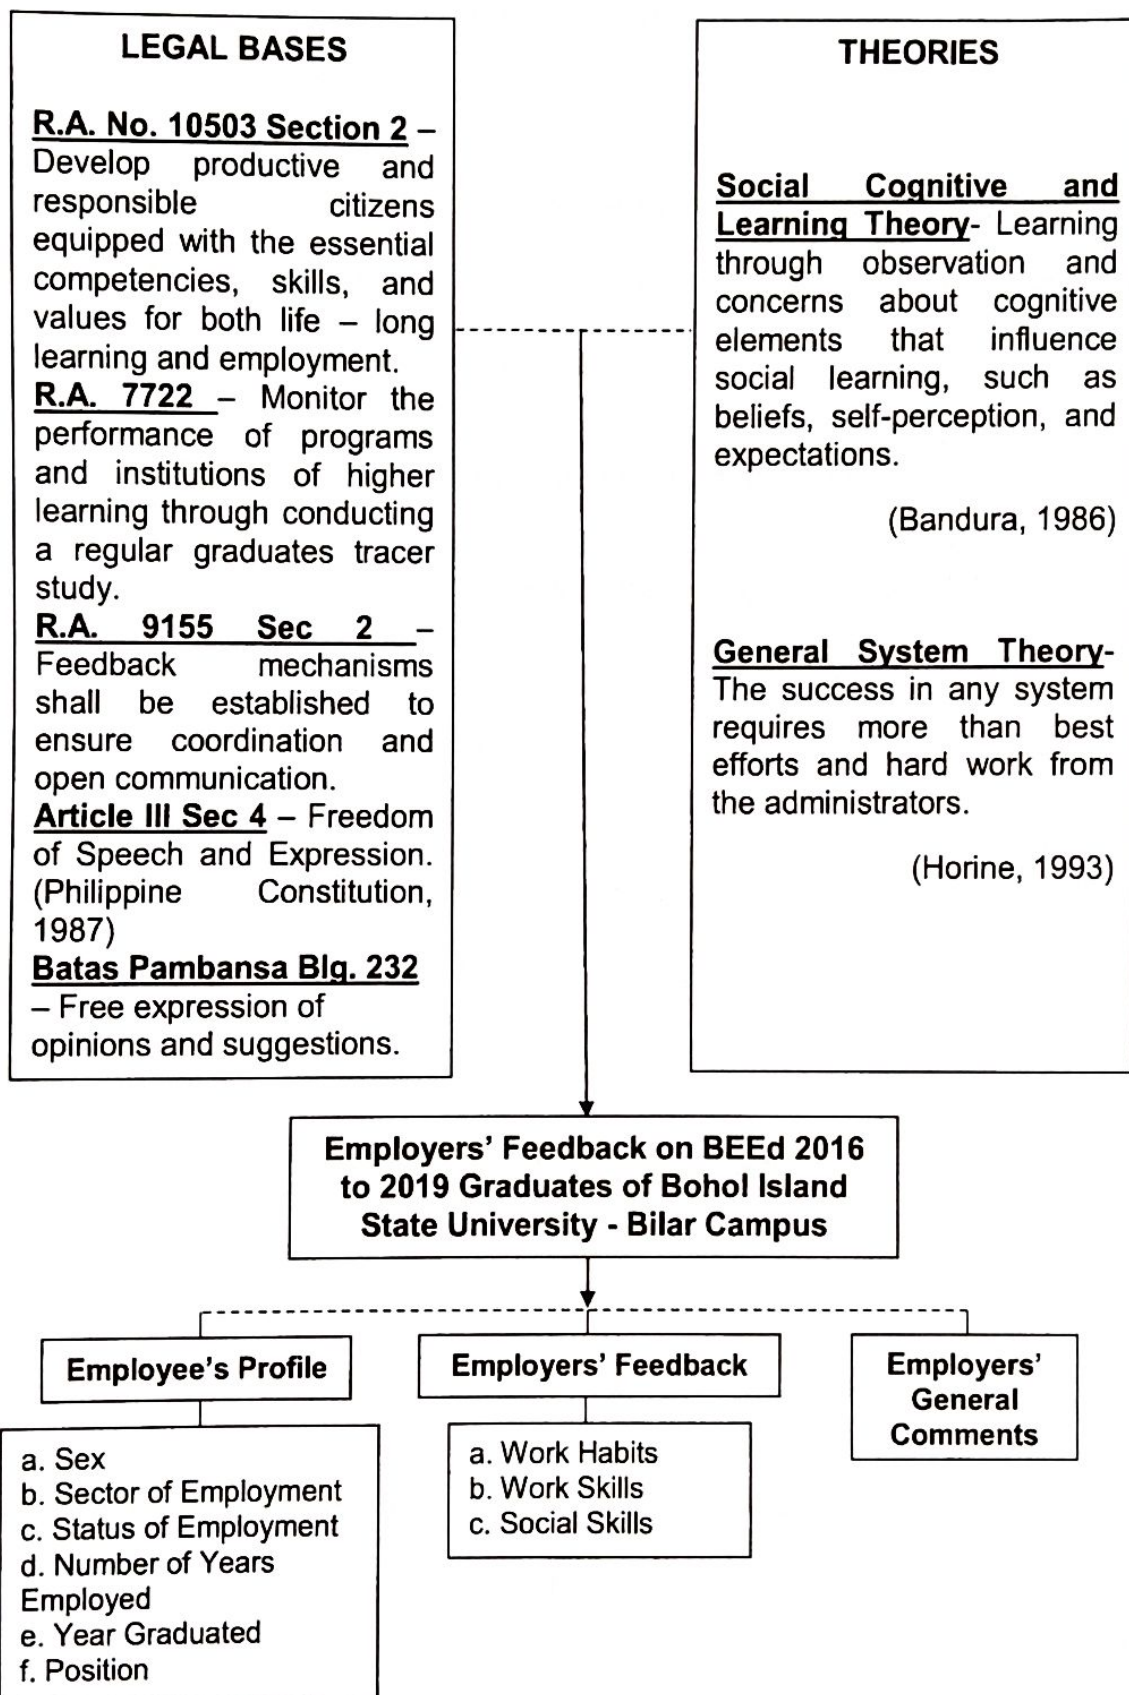 LEGAL BASES
R.A. No. 10503 Section 2 –
Develop productive and
responsible citizens
equipped with the essential
competencies, skills, and
values for both life – long
learning and employment.
R.A. 7722 – Monitor the
performance of programs
and institutions of higher
learning through conducting
a regular graduates tracer
study.
R.A. 9155 Sec 2 –
Feedback mechanisms
shall be established to
ensure coordination and
open communication.
Article III Sec 4 – Freedom
of Speech and Expression.
(Philippine Constitution,
1987)
Batas Pambansa Blg. 232
– Free expression of
opinions and suggestions.
THEORIES
Social Cognitive and
Learning Theory- Learning
through observation and
concerns about cognitive
elements that influence
social learning, such as
beliefs, self-perception, and
expectations.
(Bandura, 1986)
General System Theory-
The success in any system
requires more than best
efforts and hard work from
the administrators.
(Horine, 1993)
Employers' Feedback on BEEd 2016
to 2019 Graduates of Bohol Island
State University - Bilar Campus
Employee's Profile
a. Sex
b. Sector of Employment
c. Status of Employment
d. Number of Years
Employed
e. Year Graduated
f. Position
Employers' Feedback
a. Work Habits
b. Work Skills
c. Social Skills
Employers'
General
Comments